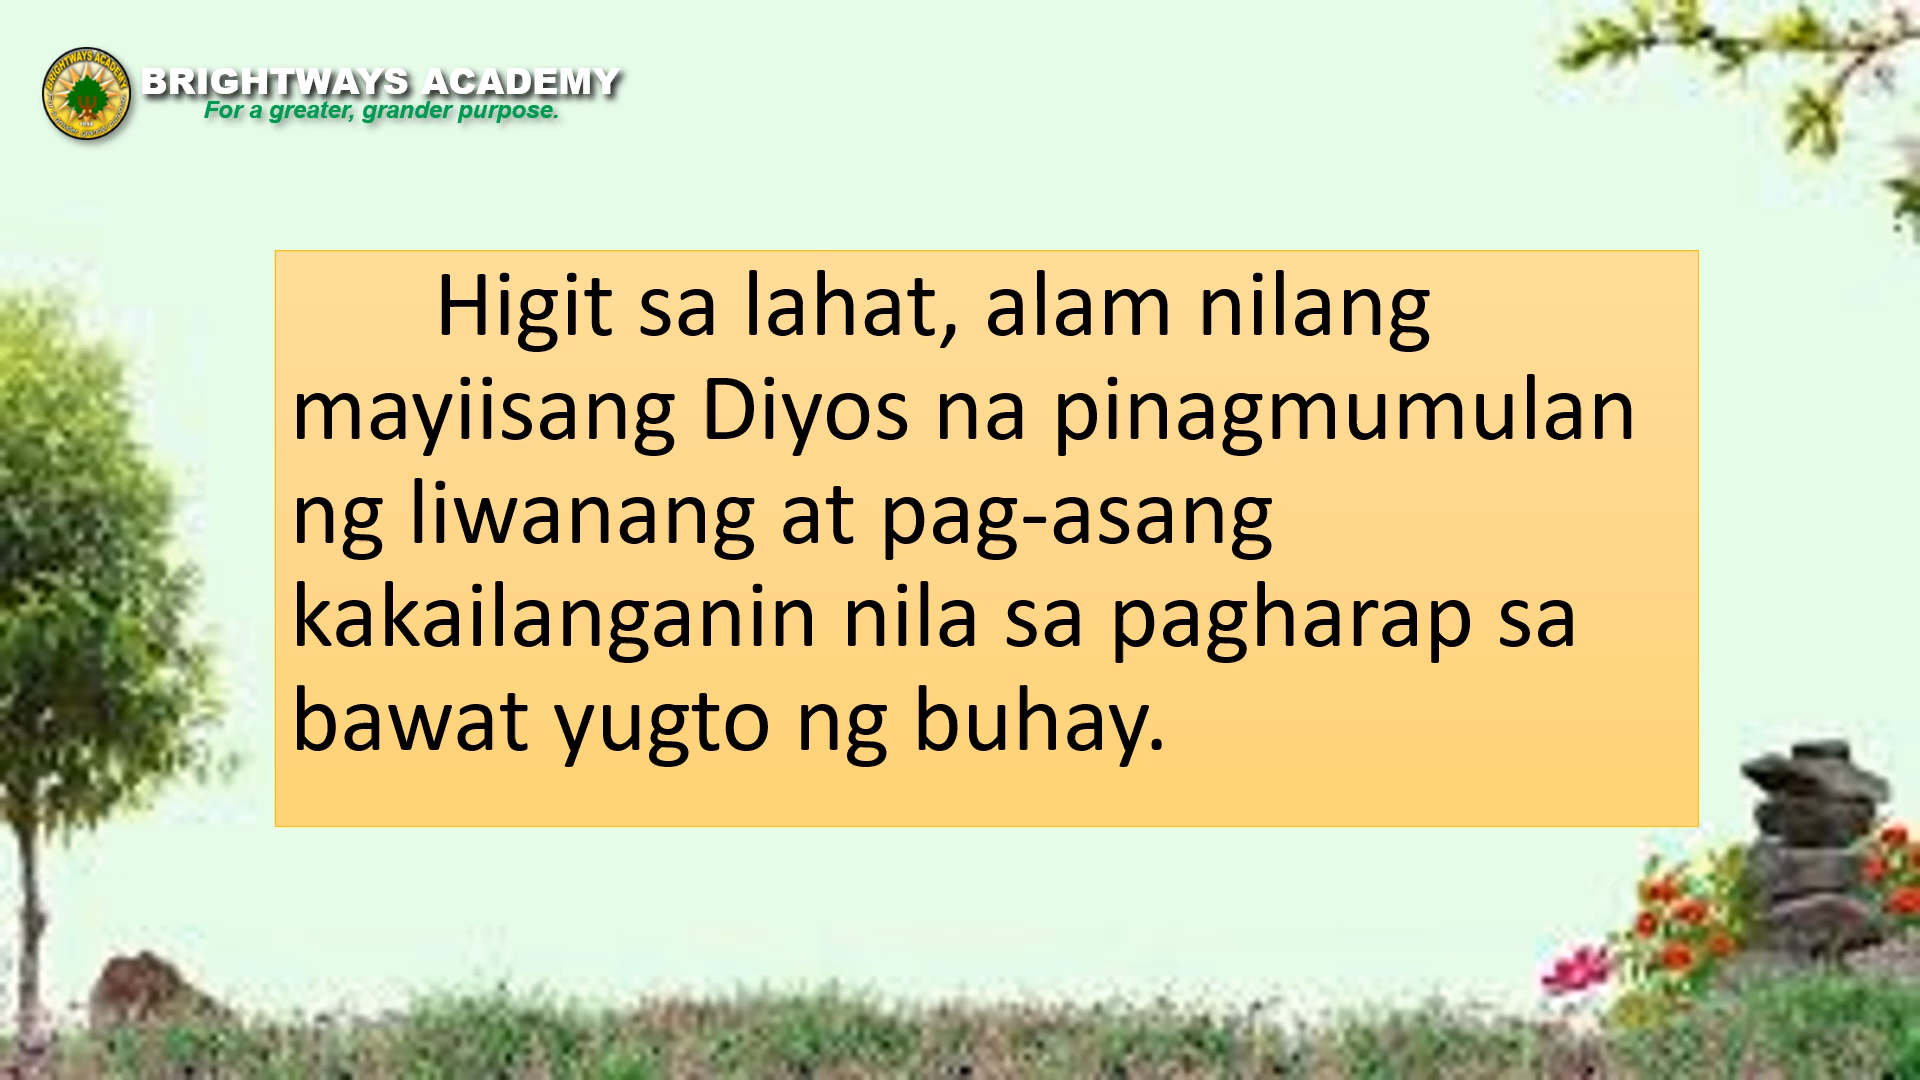 BRIGHTWAYS ACADEMY
For a greater, grander purpose.
Higit sa lahat, alam nilang
mayiisang Diyos na pinagmumulan
ng liwanang at pag-asang
kakailanganin nila sa pagharap sa
bawat yugto ng buhay.